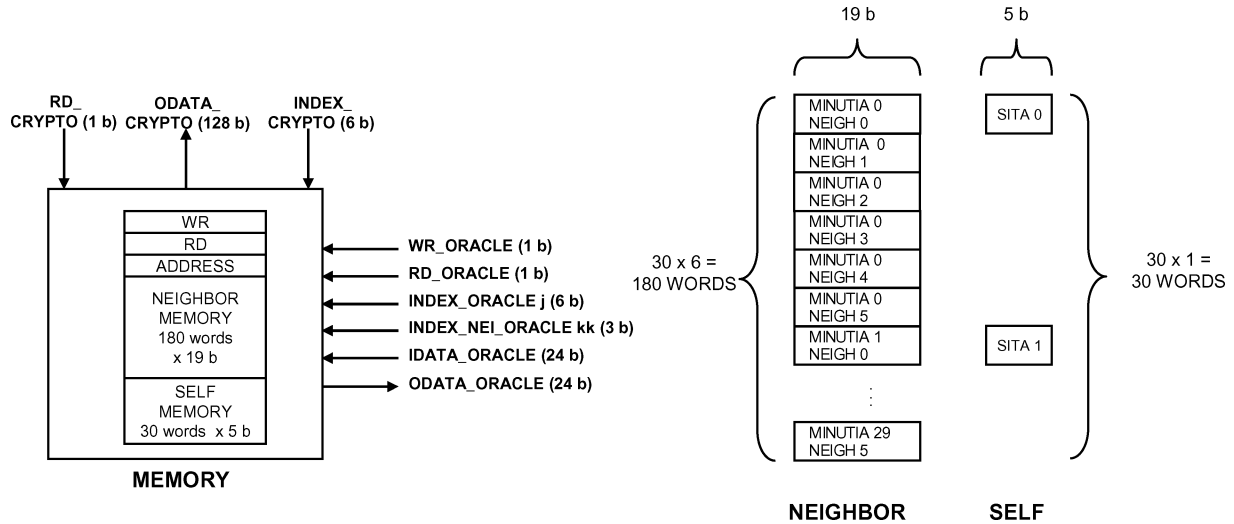 RD_
CRYPTO (1 b)
ODATA_
CRYPTO (128 b)
INDEX_
CRYPTO (6 b)
WR
RD
ADDRESS
NEIGHBOR
MEMORY
180 words
x 19 b
SELF
MEMORY
30 words x 5 b
MEMORY
WR_ORACLE (1 b)
RD_ORACLE (1 b)
INDEX_ORACLE j (6 b)
INDEX_NEI_ORACLE kk (3 b)
IDATA_ORACLE (24 b)
ODATA_ORACLE (24 b)
19 b
5 b
30 x 6 =
180 WORDS
MINUTIA 0
NEIGH 0
MINUTIA 0
NEIGH 1
MINUTIA 0
NEIGH 2
MINUTIA 0
NEIGH 3
MINUTIA 0
NEIGH 4
MINUTIA 0
NEIGH 5
MINUTIA 1
NEIGH 0
MINUTIA 29
NEIGH 5
SITA 0
SITA 1
30 x 1 =
30 WORDS
NEIGHBOR
SELF